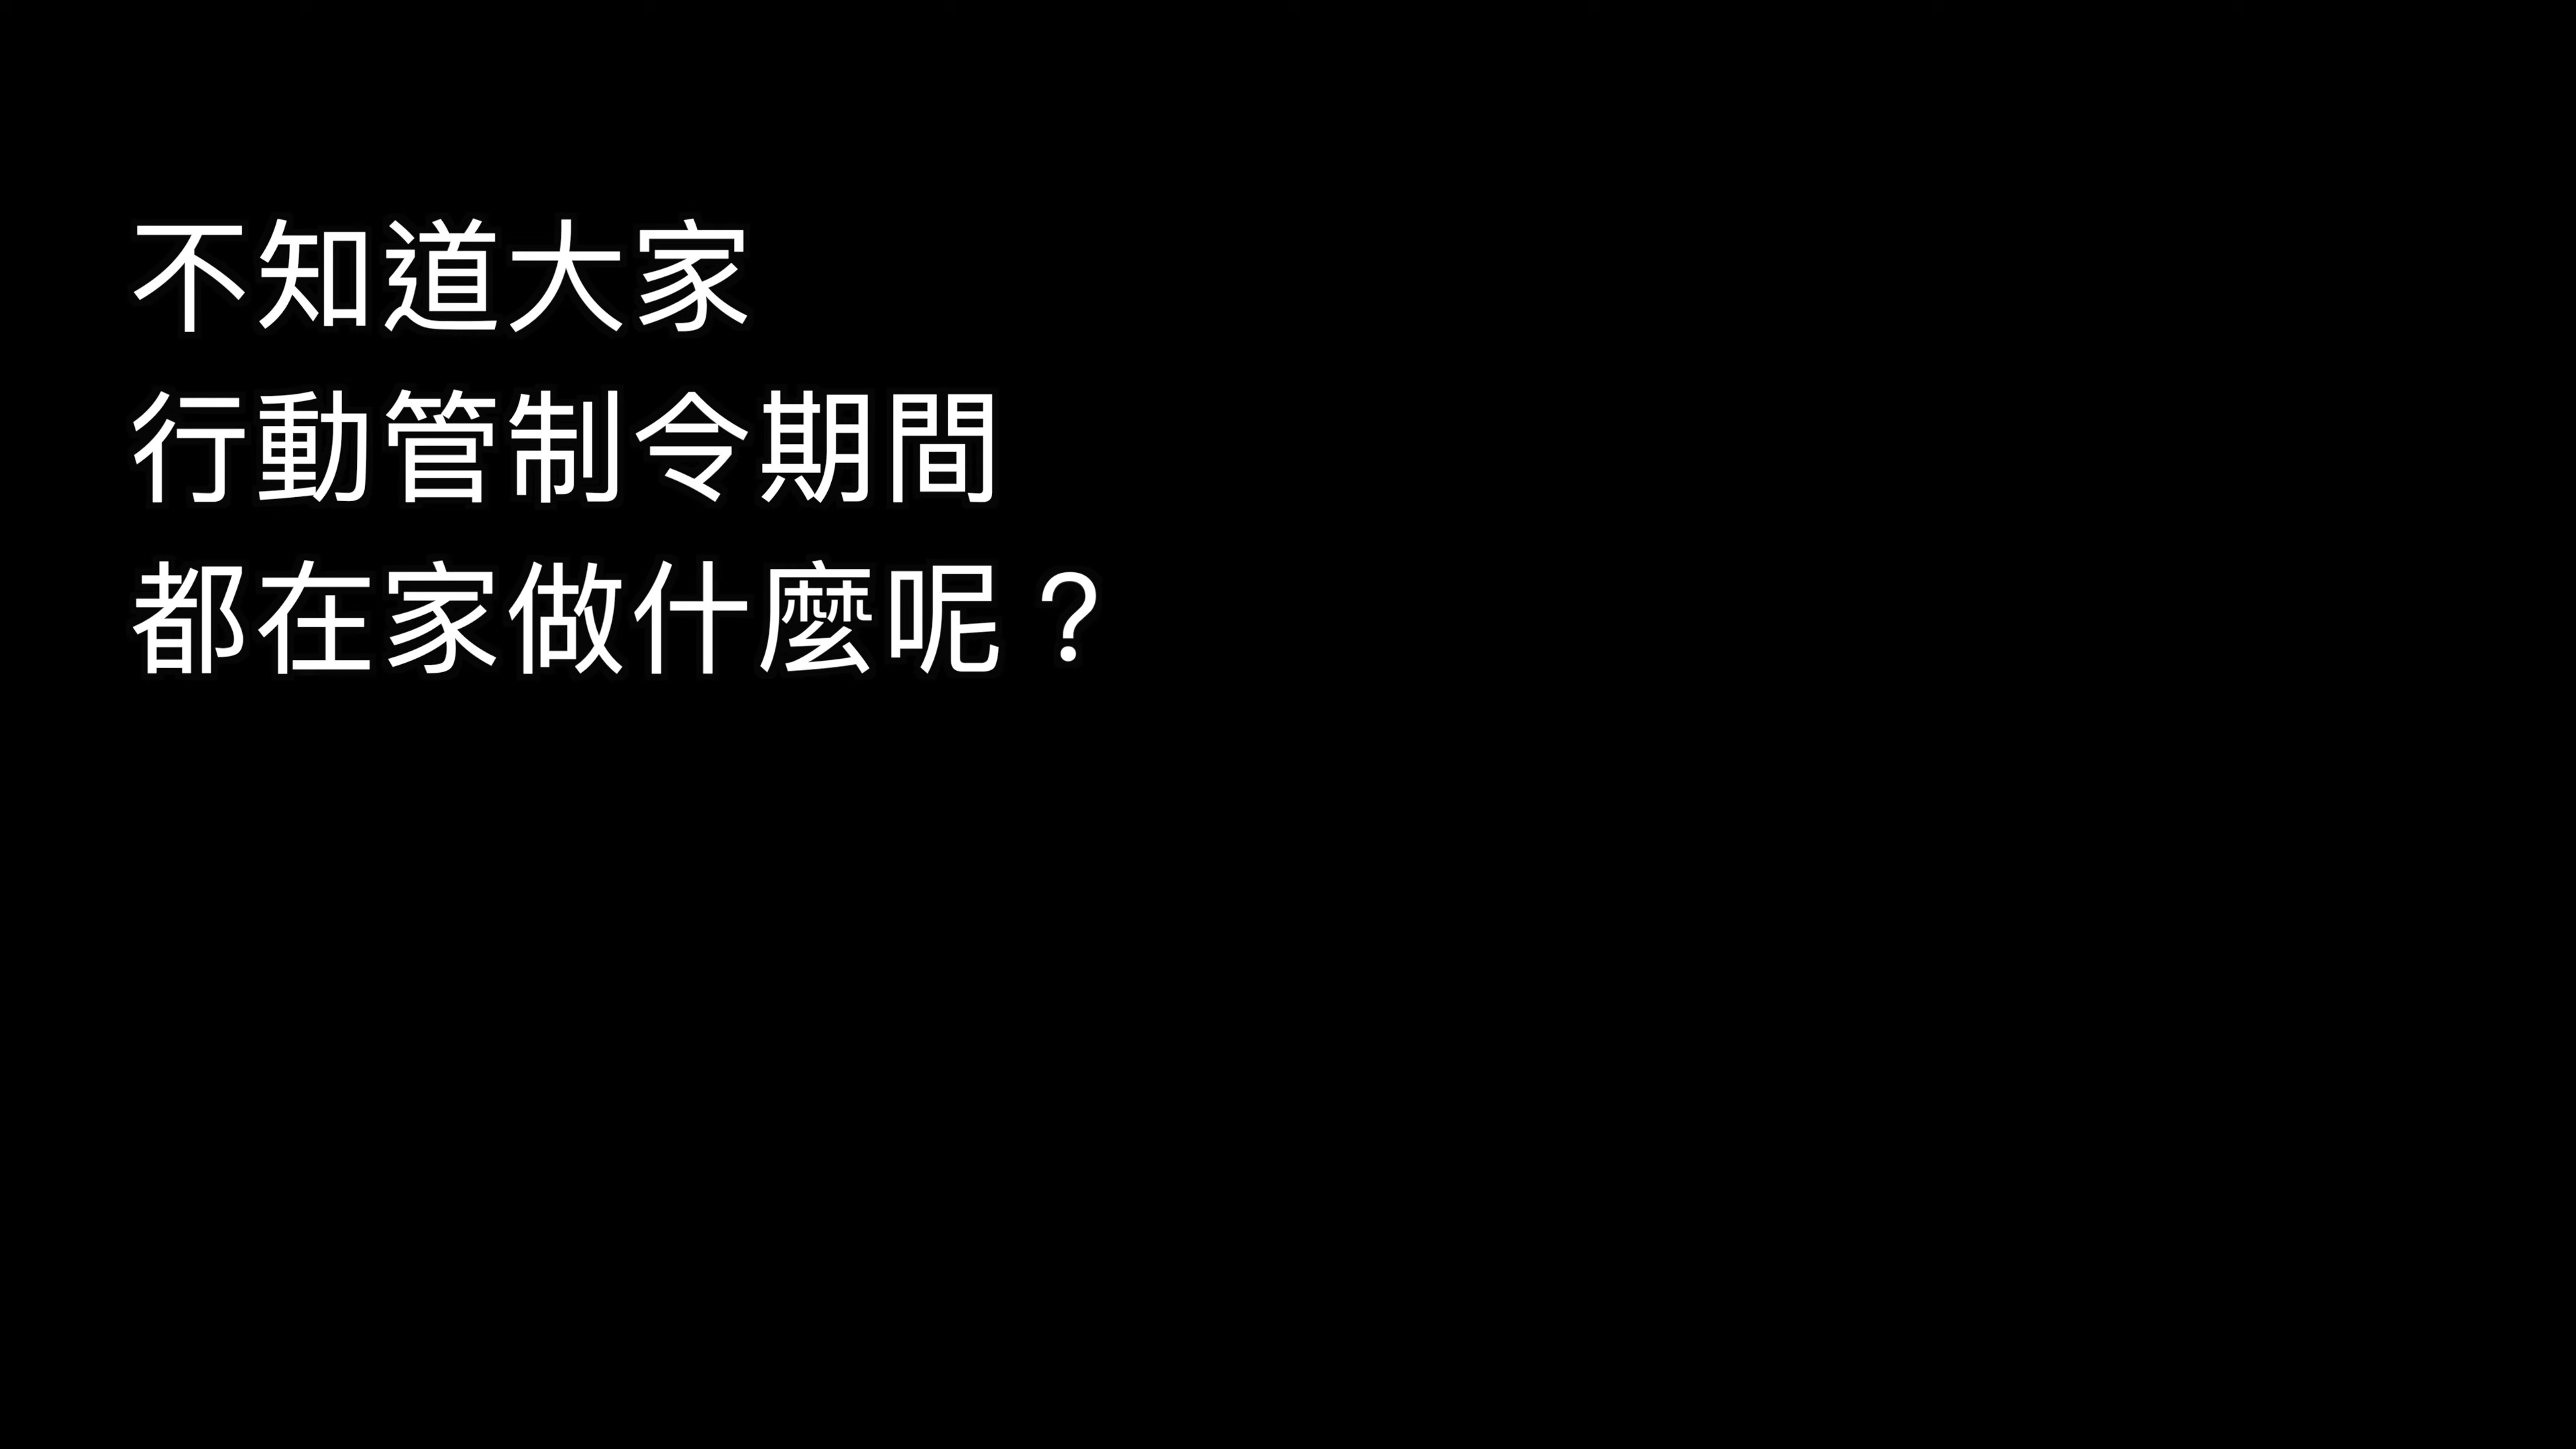 不知道大家
行動管制令期間
都在家做什麼呢？